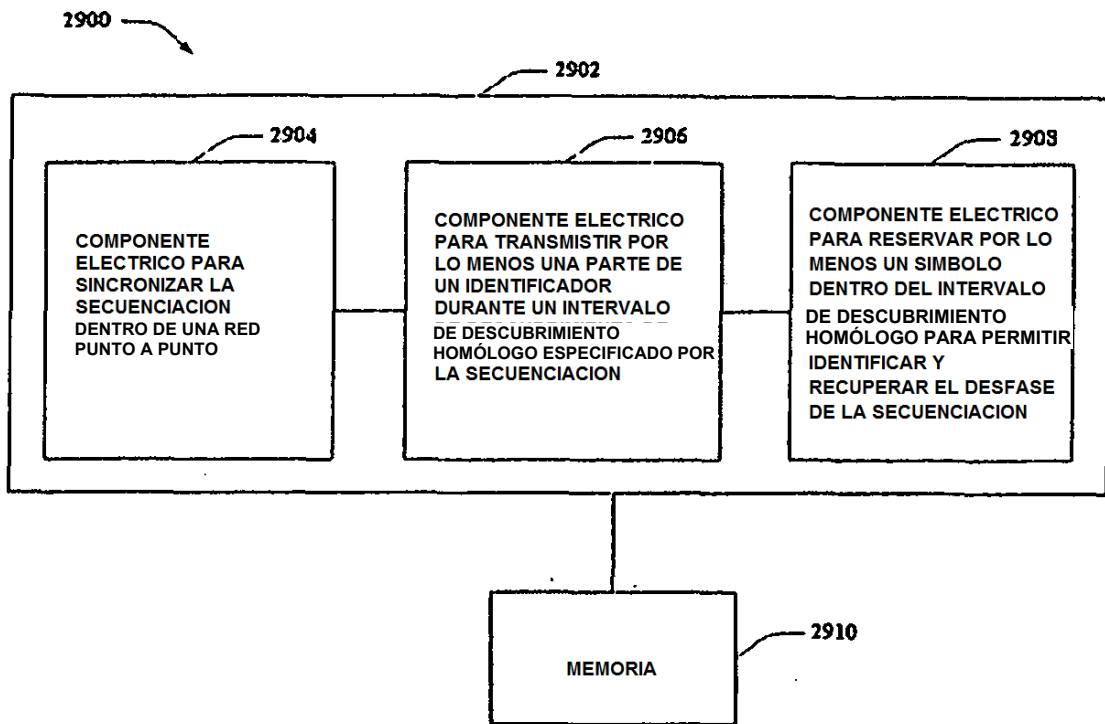 2900
2902
2904
COMPONENTE
ELECTRICO PARA
SINCRONIZAR LA
SECUENCIACION
DENTRO DE UNA RED
PUNTO A PUNTO
2906
COMPONENTE ELECTRICO
PARA TRANSMISTIR POR
LO MENOS UNA PARTE DE
UN IDENTIFICADOR
DURANTE UN INTERVALO
DE DESCUBRIMIENTO
HOMÓLOGO ESPECIFICADO POR
LA SECUENCIACION
2908
COMPONENTE ELECTRICO
PARA RESERVAR POR LO
MENOS UN SIMBOLO
DENTRO DEL INTERVALO
DE DESCUBRIMIENTO
HOMÓLOGO PARA PERMITIR
IDENTIFICAR Y
RECUPERAR EL DESFASE
DE LA SECUENCIACION
MEMORIA
2910